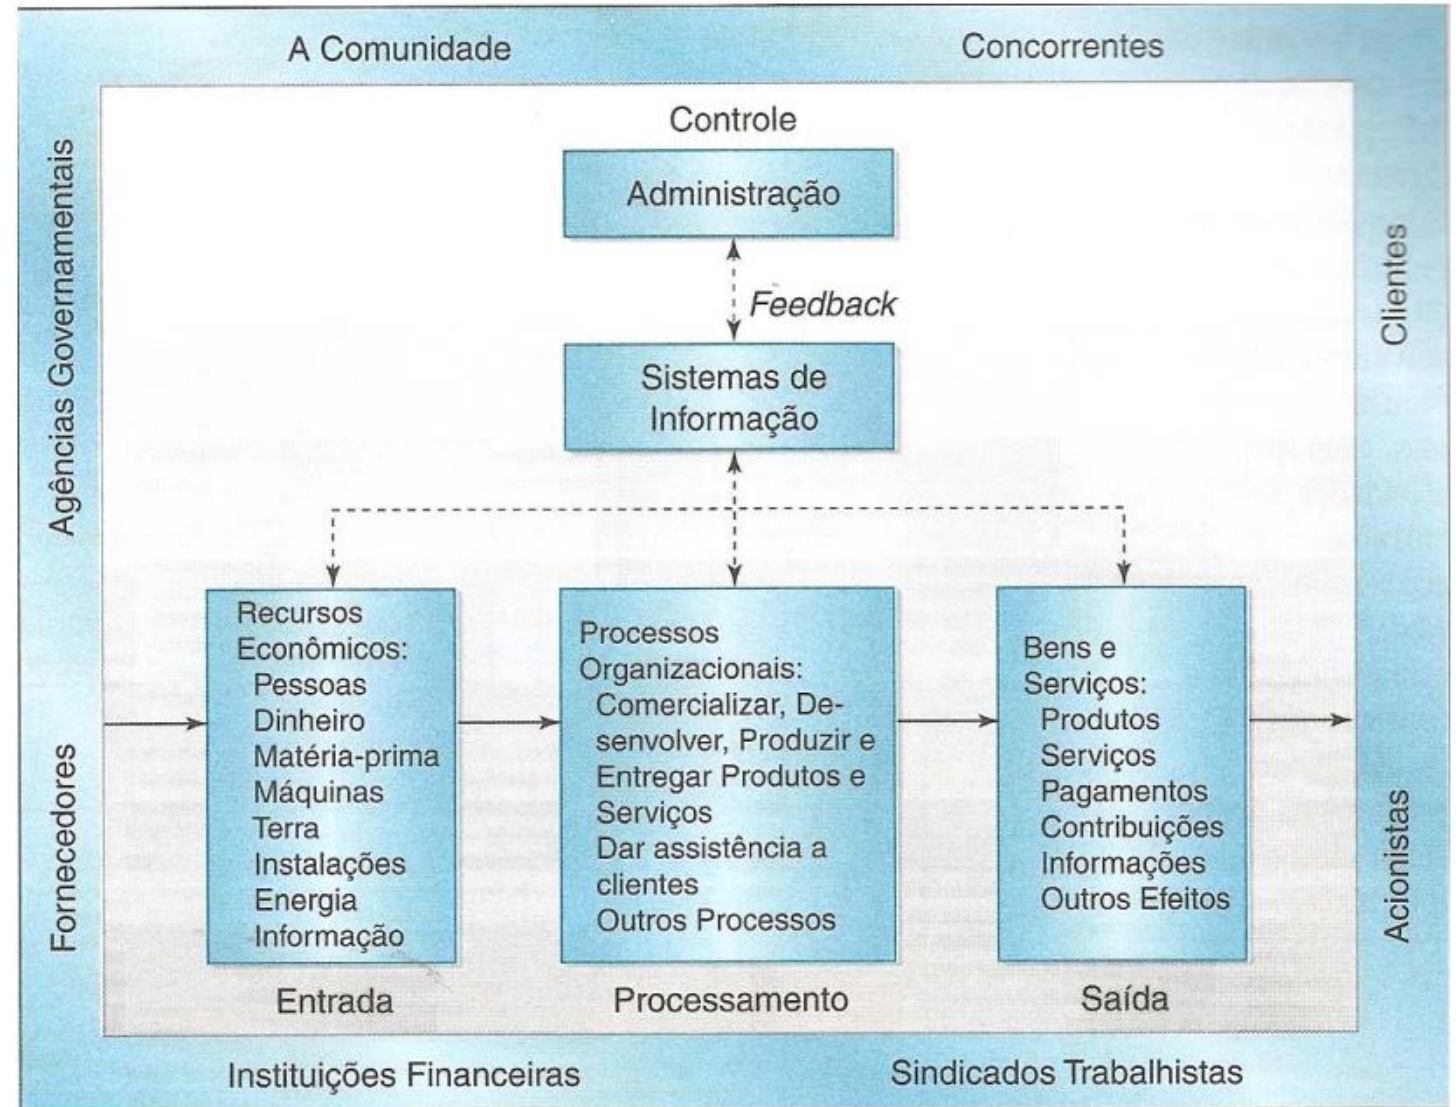 A Comunidade
Concorrentes
Agências Governamentais
Fornecedores
Clientes
Acionistas
Controle
Administração
Feedback
Sistemas de
Informação
Recursos
Econômicos:
Pessoas
Dinheiro
Matéria-prima
Máquinas
Terra
Instalações
Energia
Informação
Entrada
Processos
Organizacionais:
Comercializar, De-
senvolver, Produzir e
Entregar Produtos e
Serviços
Dar assistência a
clientes
Outros Processos
Processamento
Bens e
Serviços:
Produtos
Serviços
Pagamentos
Contribuições
Informações
Outros Efeitos
Saída
Instituições Financeiras
Sindicados Trabalhistas